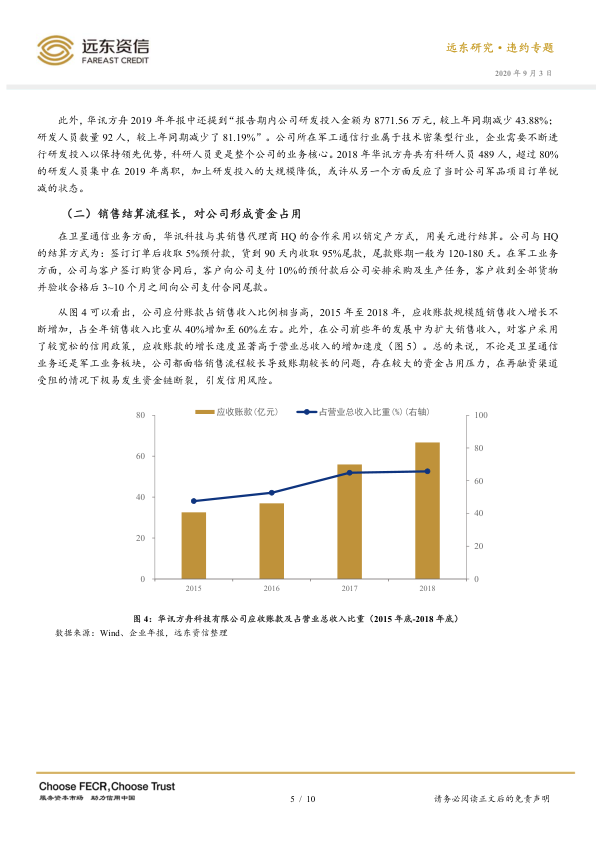 远东资信
FAREAST CREDIT
远东研究·违约专题
2020 年 9 月 3 日
此外，华讯方舟 2019 年年报中还提到“报告期内公司研发投入金额为 8771.56 万元，较上年同期减少 43.88%；
研发人员数量 92 人，较上年同期减少了 81.19%”。公司所在军工通信行业属于技术密集型行业，企业需要不断进
行研发投入以保持领先优势，科研人员更是整个公司的业务核心。2018 年华讯方舟共有科研人员 489 人，超过 80%
的研发人员集中在 2019 年离职，加上研发投入的大规模降低，或许从另一个方面反应了当时公司军品项目订单锐
减的状态。
（二）销售结算流程长，对公司形成资金占用
在卫星通信业务方面，华讯科技与其销售代理商 HQ 的合作采用以销定产方式，用美元进行结算。公司与 HQ
的结算方式为：签订订单后收取 5%预付款，货到 90 天内收取 95%尾款，尾款账期一般为 120-180 天。在军工业务
方面，公司与客户签订购货合同后，客户向公司支付 10%的预付款后公司安排采购及生产任务，客户收到全部货物
并验收合格后 3~10 个月之间向公司支付合同尾款。
从图 4 可以看出，公司应付账款占销售收入比例相当高，2015 年至 2018 年，应收账款规模随销售收入增长不
断增加，占全年销售收入比重从 40%增加至 60%左右。此外，在公司前些年的发展中为扩大销售收入，对客户采用
了较宽松的信用政策，应收账款的增长速度显著高于营业总收入的增加速度（图 5）。总的来说，不论是卫星通信
业务还是军工业务板块，公司都面临销售流程较长导致账期较长的问题，存在较大的资金占用压力，在再融资渠道
受阻的情况下极易发生资金链断裂，引发信用风险。
应收账款(亿元) 占营业总收入比重(%)(右轴)
80 100
80
60
60
40
40
20
20
0 0
2015 2016 2017 2018
图 4：华讯方舟科技有限公司应收账款及占营业总收入比重（2015 年底-2018 年底）
数据来源：Wind、企业年报，远东资信整理
Choose FECR,Choose Trust
服务资本市场 助力信用中国
5 / 10
请务必阅读正文后的免责声明